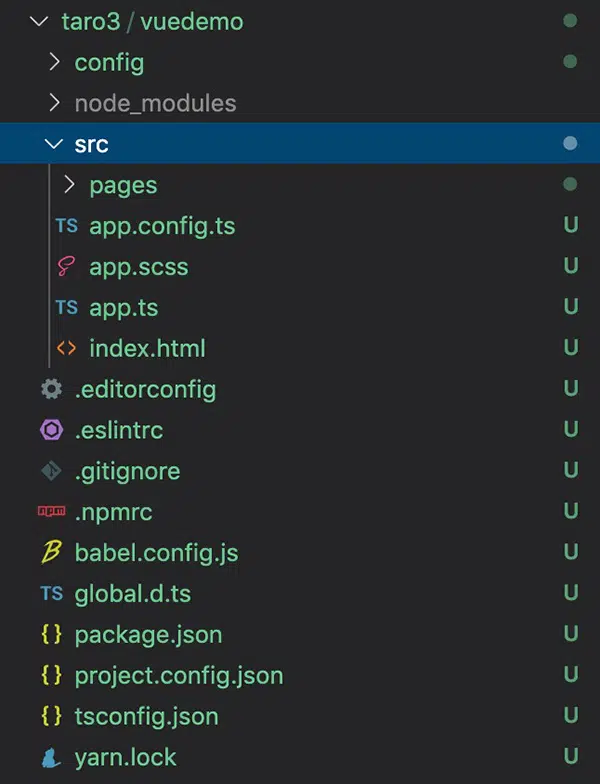 taro3 / vuedemo
config
node_modules
src
pages
TS app.config.ts U
app.scss U
TS app.ts U
<> index.html U
.editorconfig U
.eslintrc U
.gitignore U
npm .npmrc U
B babel.config.js U
TS global.d.ts U
{} package.json U
{} project.config.json U
{} tsconfig.json U
yarn.lock U